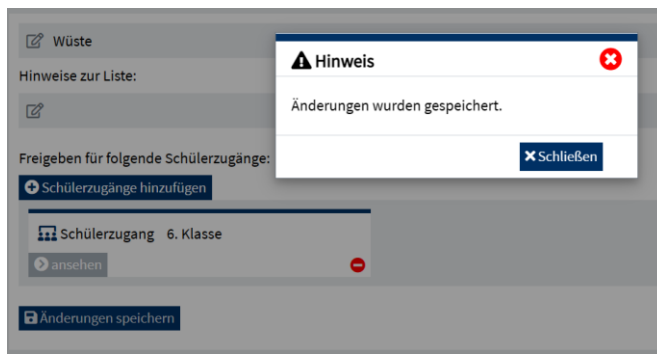 Wüste
Hinweise zur Liste:
Hinweis
Änderungen wurden gespeichert.
Schließen
Freigeben für folgende Schülerzugänge:
Schülerzugänge hinzufügen
Schülerzugang 6. Klasse
ansehen
Änderungen speichern